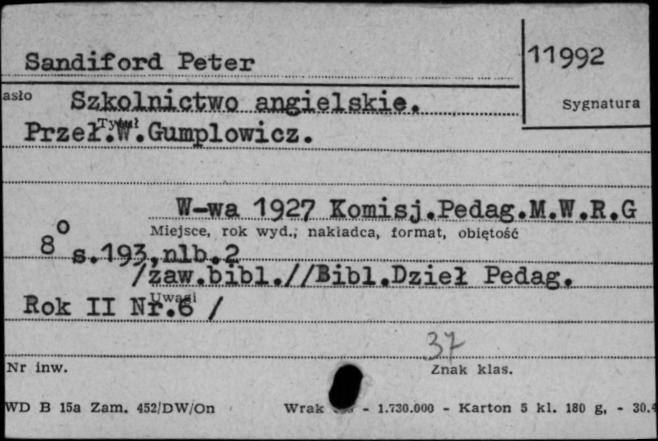 Sandiford Peter
11992
asło Szkolnictwo angielskie.
Sygnatura
Tytuł
Przeł.W.Gumplowicz.
W-wa 1927 Komisj.Pedag.M.W.R.G
Miejsce, rok wyd., nakładca, format, obiętość
8° s.193,nlb.2
/zaw.bibl.//Bibl.Dzieł Pedag.
Uwagi
Rok II Nr.6 /
37
Nr inw.
Znak klas.
WD B 15a Zam. 452/DW/On Wrak - 1.730.000 - Karton 5 kl. 180 g, - 30.4